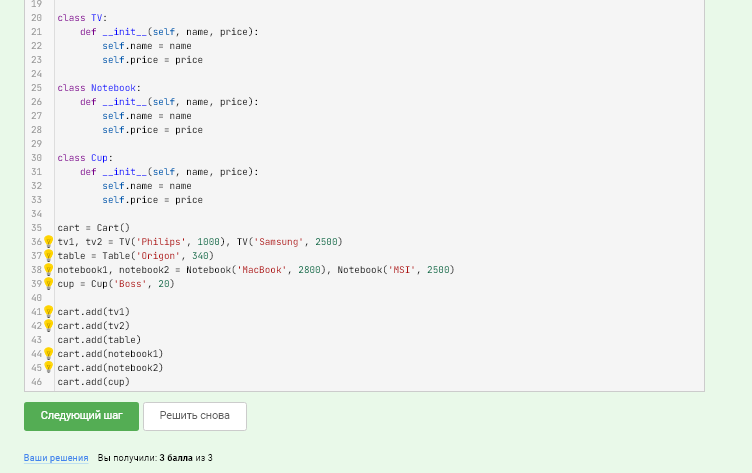 19
20 class TV:
21     def __init__(self, name, price):
22         self.name = name
23         self.price = price
24
25 class Notebook:
26     def __init__(self, name, price):
27         self.name = name
28         self.price = price
29
30 class Cup:
31     def __init__(self, name, price):
32         self.name = name
33         self.price = price
34
35 cart = Cart()
36 tv1, tv2 = TV('Philips', 1000), TV('Samsung', 2500)
37 table = Table('Origon', 340)
38 notebook1, notebook2 = Notebook('MacBook', 2800), Notebook('MSI', 2500)
39 cup = Cup('Boss', 20)
40
41 cart.add(tv1)
42 cart.add(tv2)
43 cart.add(table)
44 cart.add(notebook1)
45 cart.add(notebook2)
46 cart.add(cup)
Следующий шаг Решить снова
Ваши решения Вы получили: 3 балла из 3